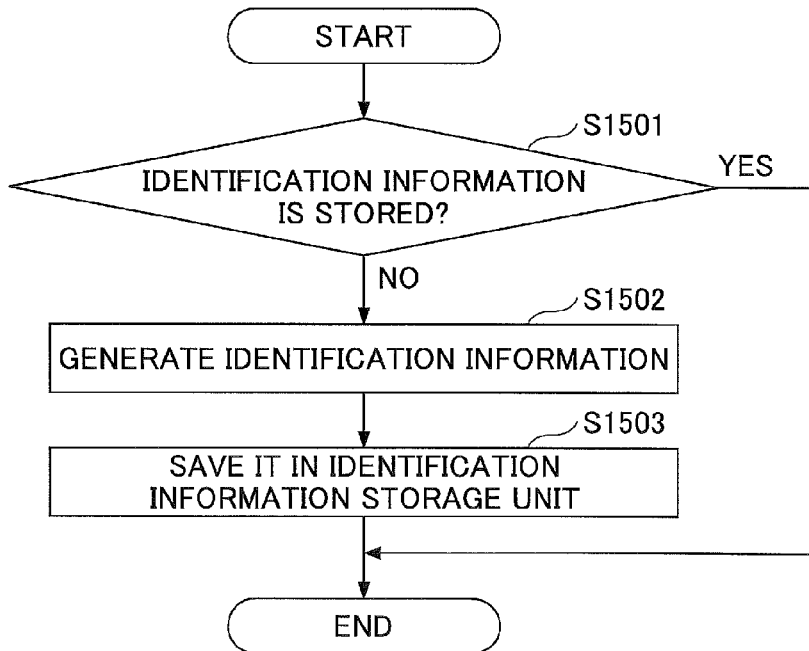 START
S1501
YES
IDENTIFICATION INFORMATION
IS STORED?
NO
S1502
GENERATE IDENTIFICATION INFORMATION
S1503
SAVE IT IN IDENTIFICATION
INFORMATION STORAGE UNIT
END